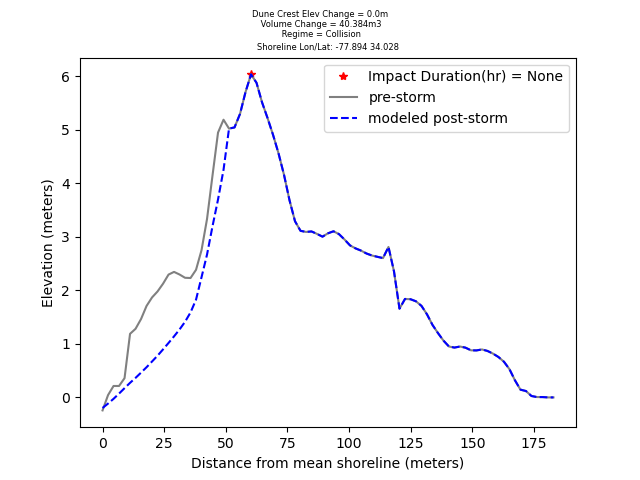 Dune Crest Elev Change = 0.0m
Volume Change = 40.384m3
Regime = Collision
Shoreline Lon/Lat: -77.894 34.028
Impact Duration(hr) = None
pre-storm
modeled post-storm
Elevation (meters)
6
5
4
3
2
1
0
0 25 50 75 100 125 150 175
Distance from mean shoreline (meters)